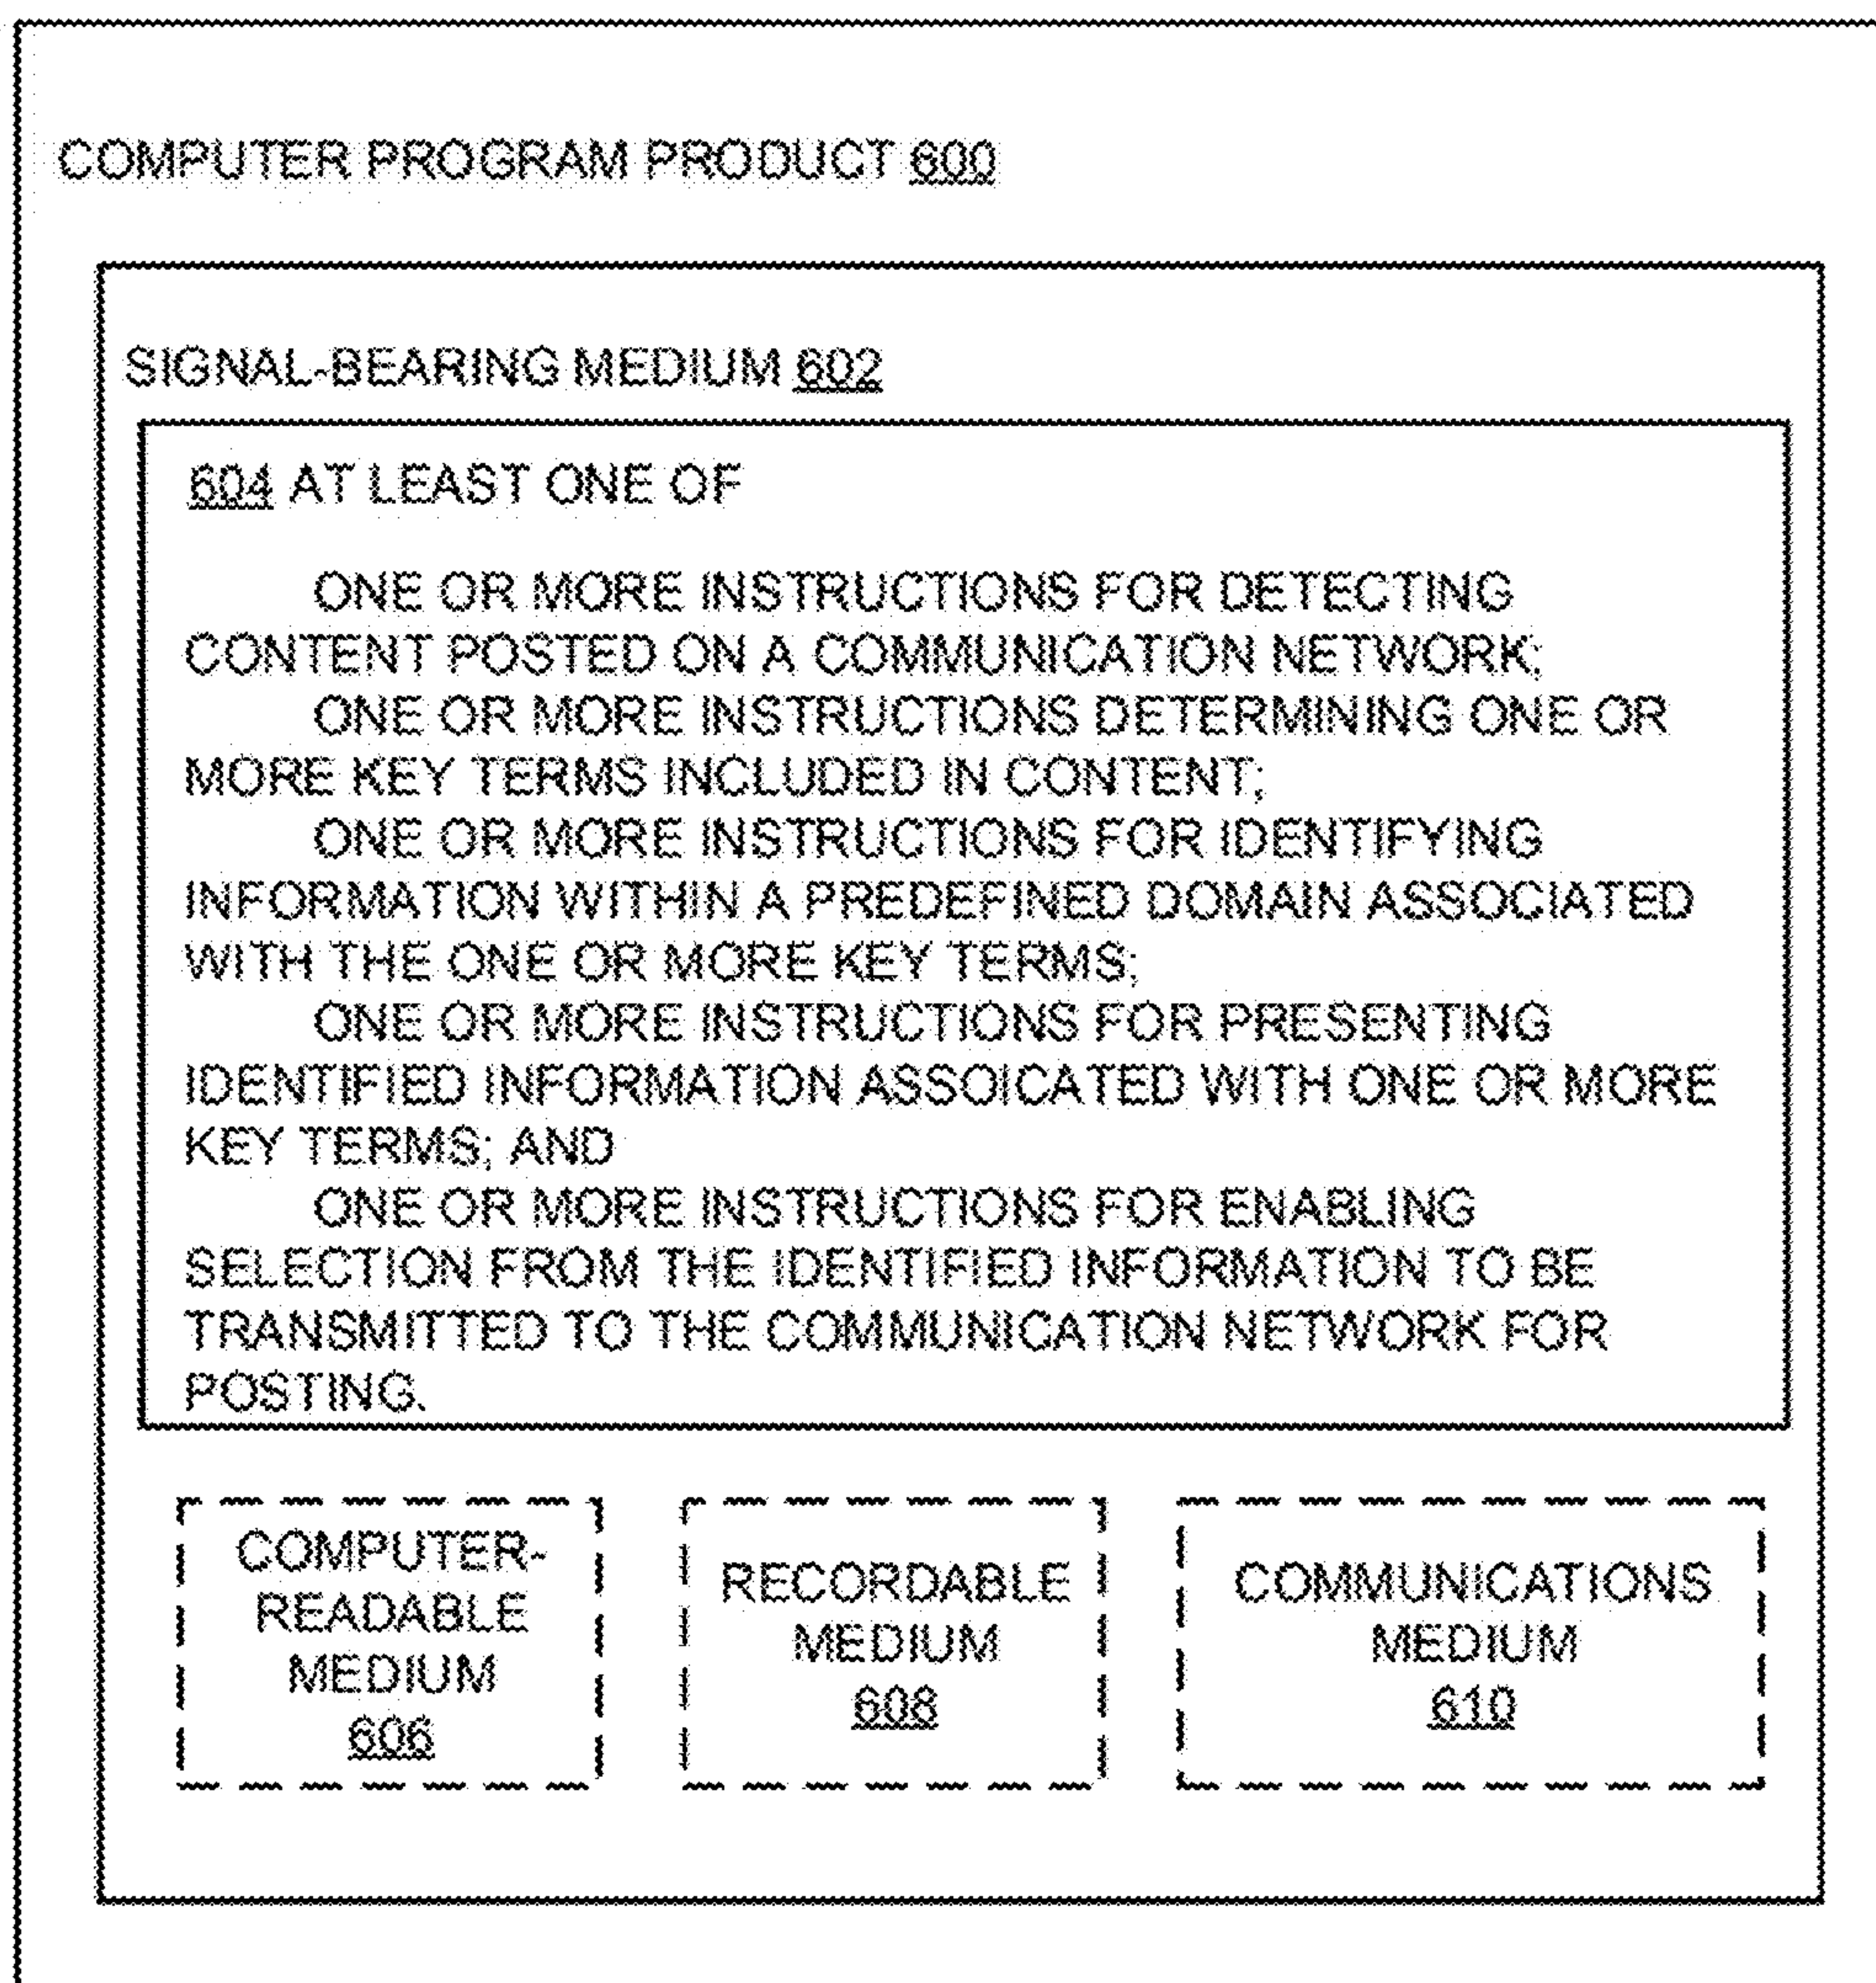 COMPUTER PROGRAM PRODUCT 600
SIGNAL-BEARING MEDIUM 602
604 AT LEAST ONE OF
ONE OR MORE INSTRUCTIONS FOR DETECTING
CONTENT POSTED ON A COMMUNICATION NETWORK;
ONE OR MORE INSTRUCTIONS DETERMINING ONE OR
MORE KEY TERMS INCLUDED IN CONTENT;
ONE OR MORE INSTRUCTIONS FOR IDENTIFYING
INFORMATION WITHIN A PREDEFINED DOMAIN ASSOCIATED
WITH THE ONE OR MORE KEY TERMS;
ONE OR MORE INSTRUCTIONS FOR PRESENTING
IDENTIFIED INFORMATION ASSOICATED WITH ONE OR MORE
KEY TERMS; AND
ONE OR MORE INSTRUCTIONS FOR ENABLING
SELECTION FROM THE IDENTIFIED INFORMATION TO BE
TRANSMITTED TO THE COMMUNICATION NETWORK FOR
POSTING.
COMPUTER-
READABLE
MEDIUM
606
RECORDABLE
MEDIUM
608
COMMUNICATIONS
MEDIUM
610